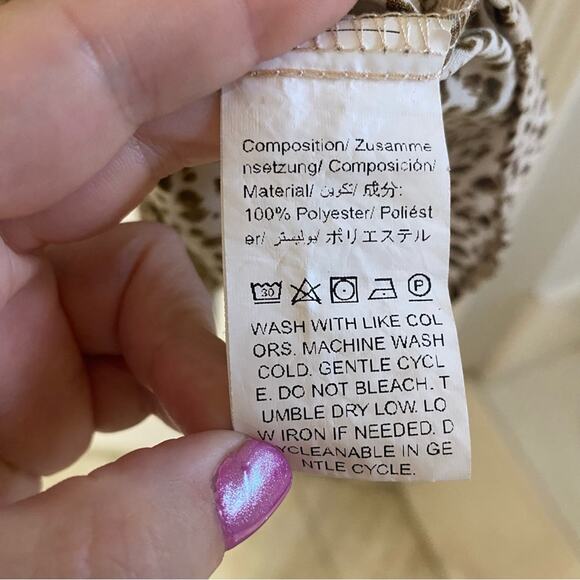 Composition/ Zusamme
nsetzung/ Composición/
Material/ تكوين/ 成分:
100% Polyester/ Poliést
er/ بوليستر/ ポリエステル
30 P
WASH WITH LIKE COL
ORS. MACHINE WASH
COLD. GENTLE CYCL
E. DO NOT BLEACH. T
UMBLE DRY LOW. LO
W IRON IF NEEDED. D
YCLEANABLE IN GE
NTLE CYCLE.